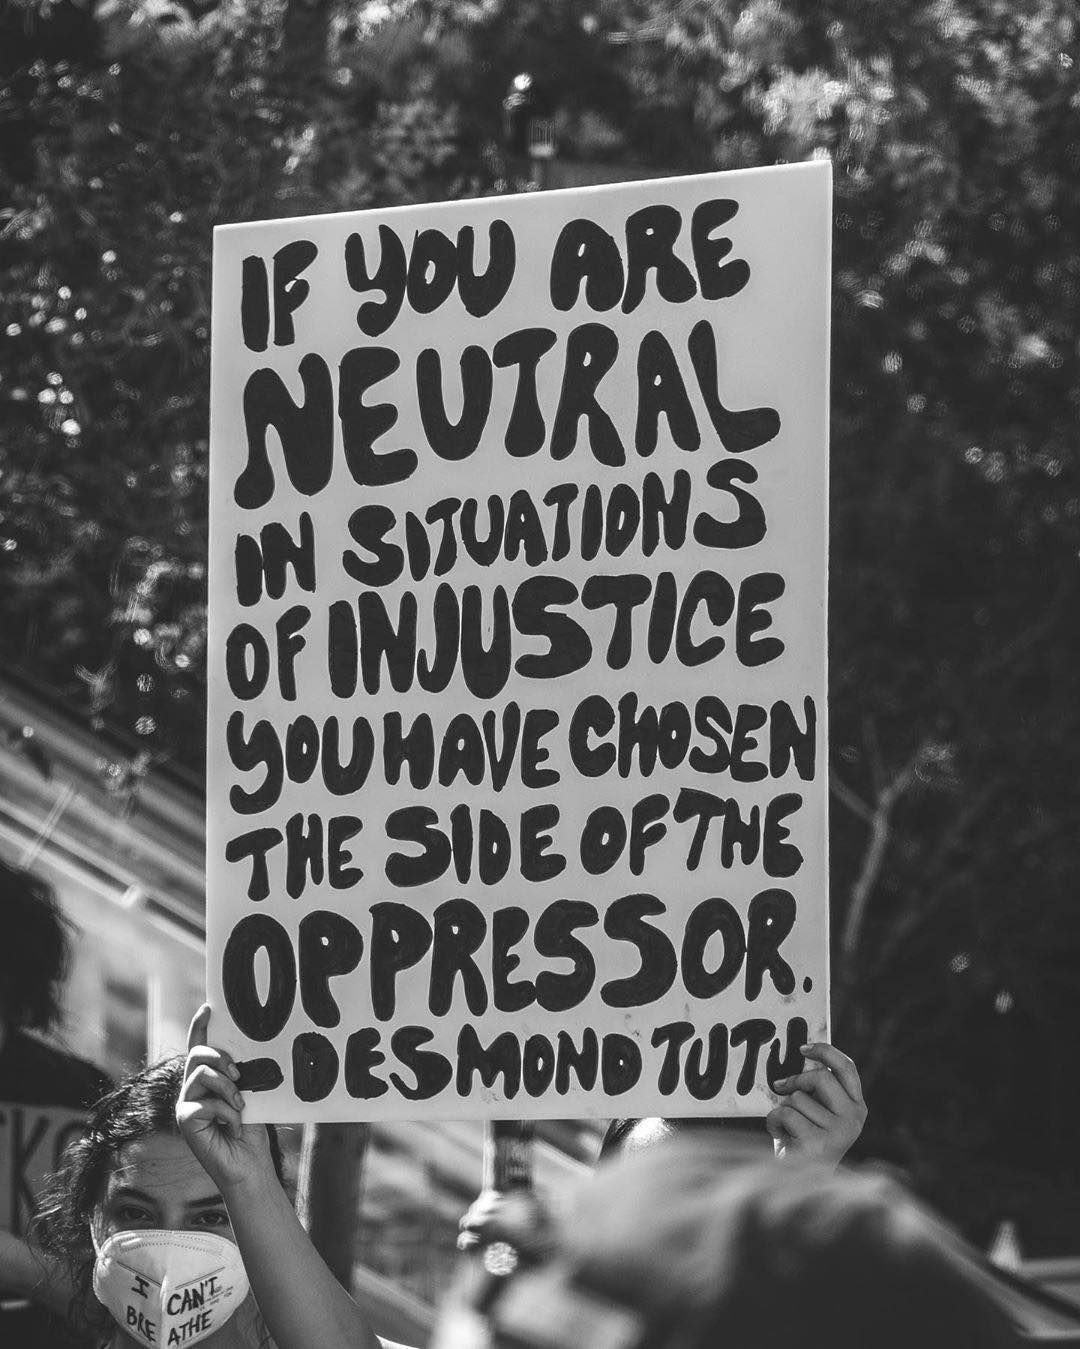 IF YOU ARE
NEUTRAL
IN SITUATIONS
OF INJUSTICE
YOU HAVE CHOSEN
THE SIDE OF THE
OPPRESSOR.
-DESMOND TUTU
I CAN'T
BREATHE